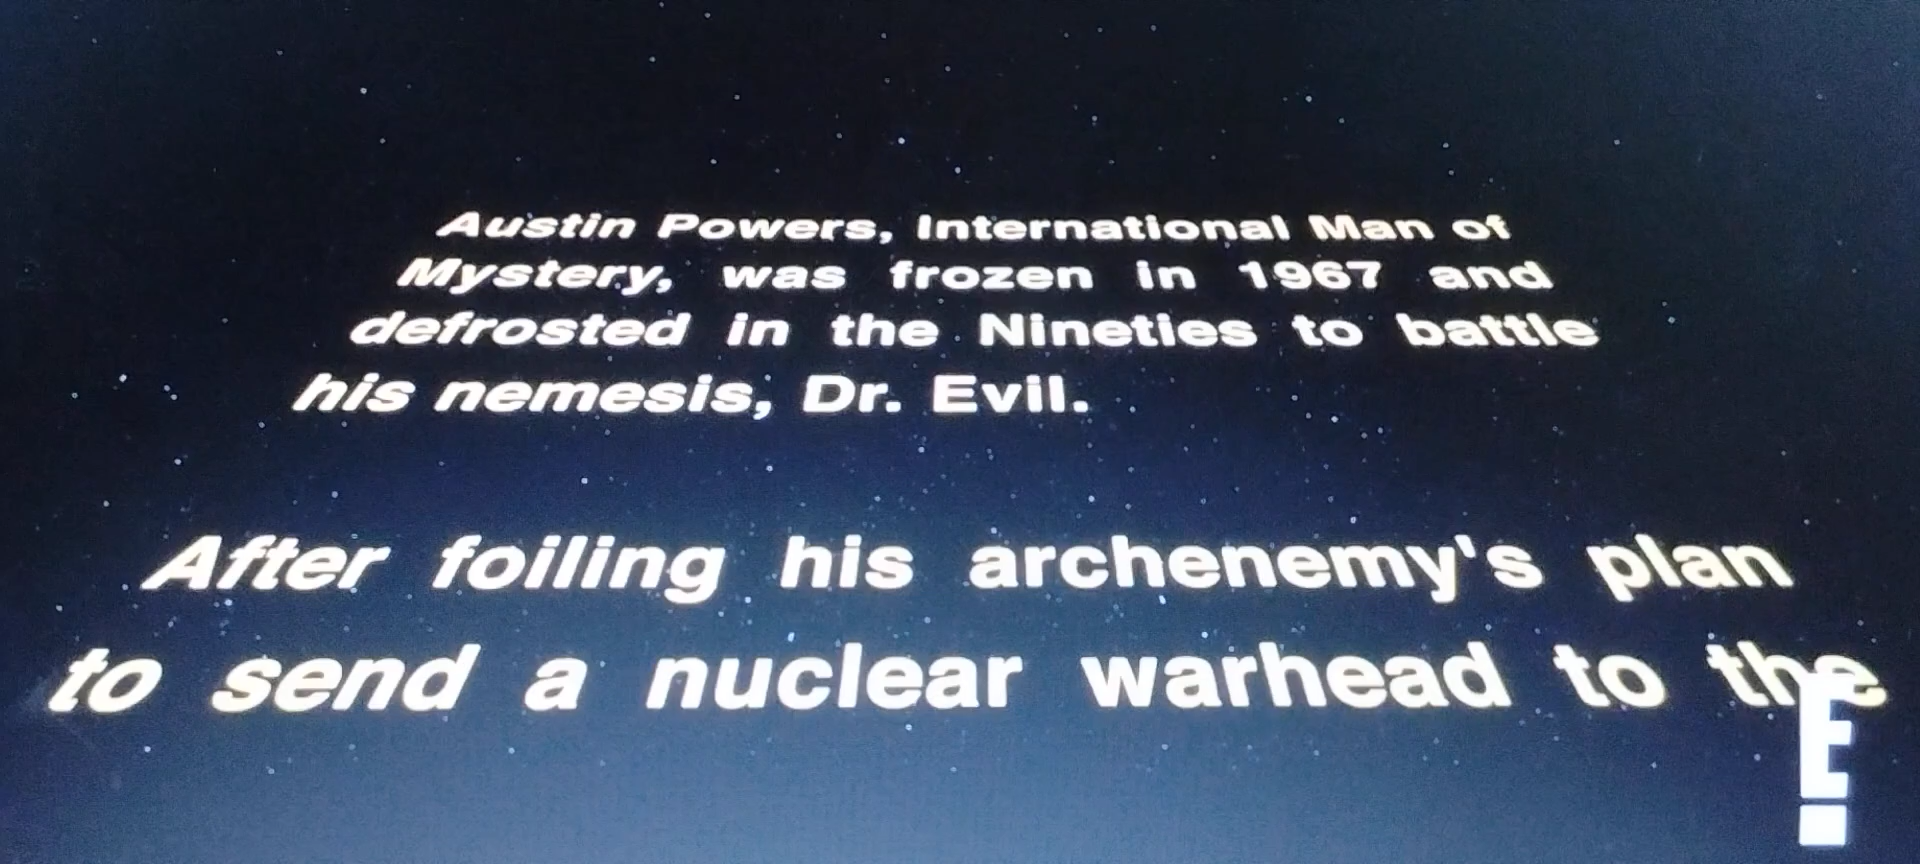 Austin Powers, International Man of
Mystery, was frozen in 1967 and
defrosted in the Nineties to battle
his nemesis, Dr. Evil.
After foiling his archenemy's plan
to send a nuclear warhead to the
E!